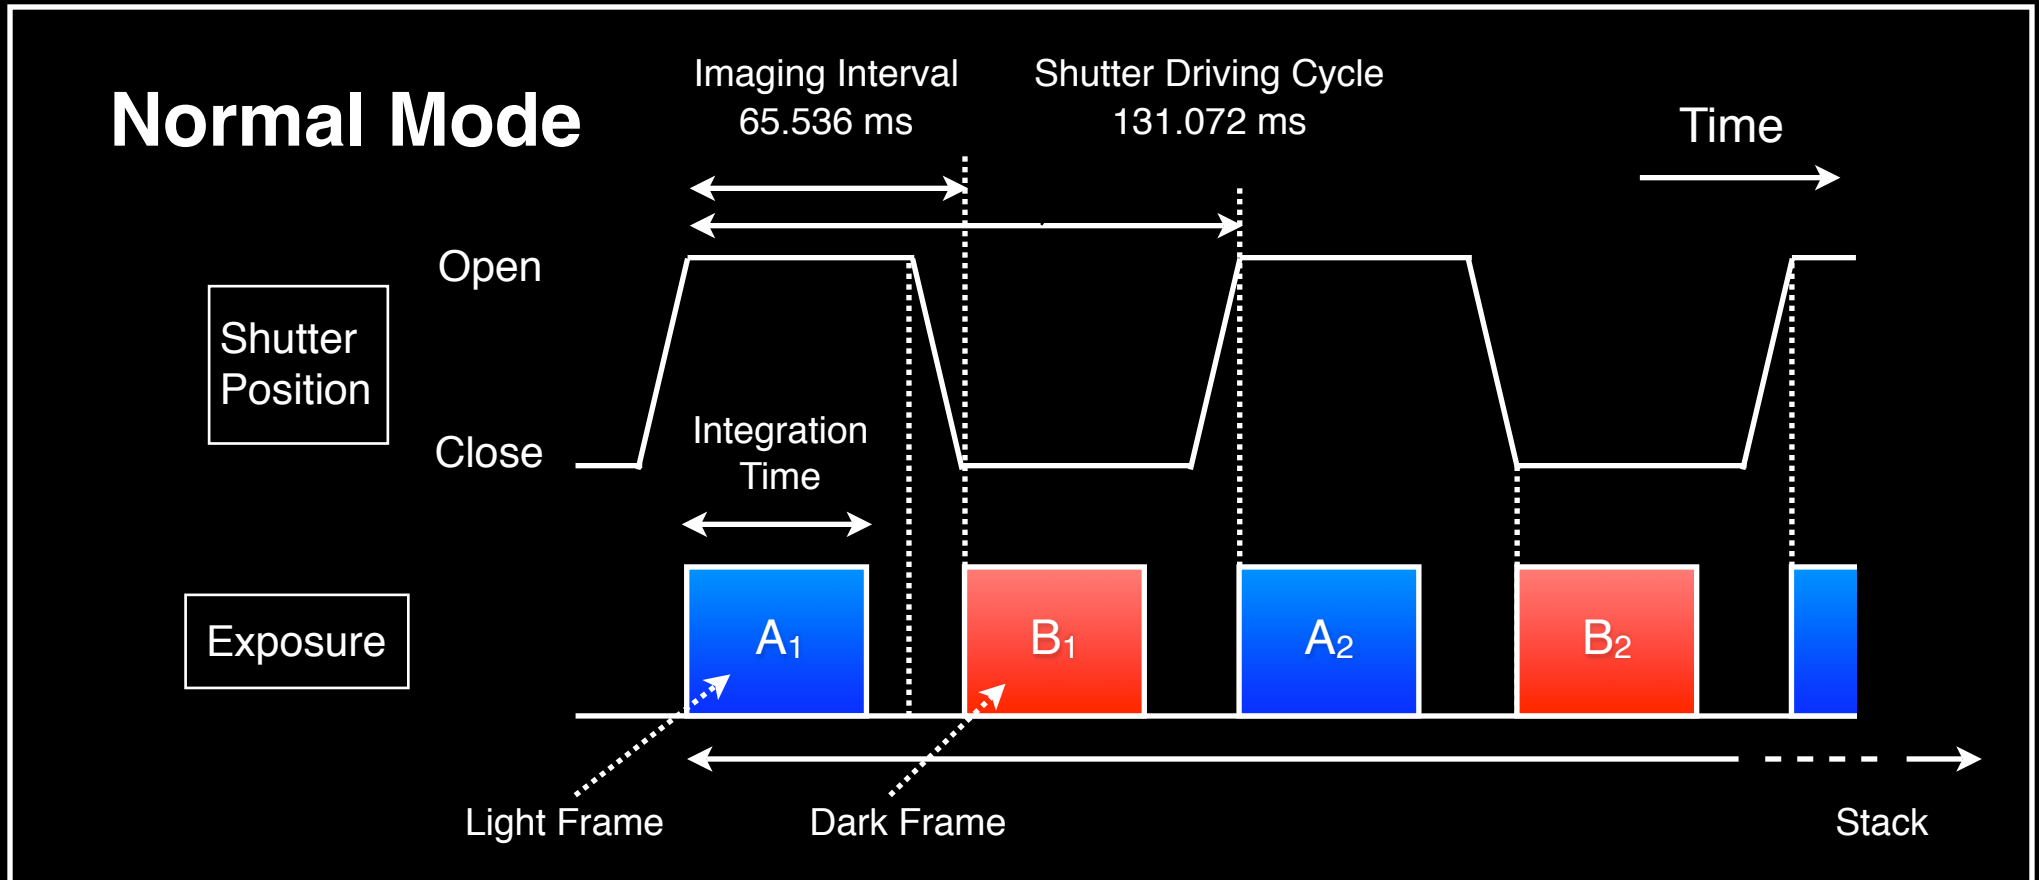 Normal Mode
Imaging Interval
65.536 ms
Shutter Driving Cycle
131.072 ms
Time
Open
Shutter
Position
Close
Integration
Time
Exposure
A1
B1
A2
B2
Light Frame
Dark Frame
Stack